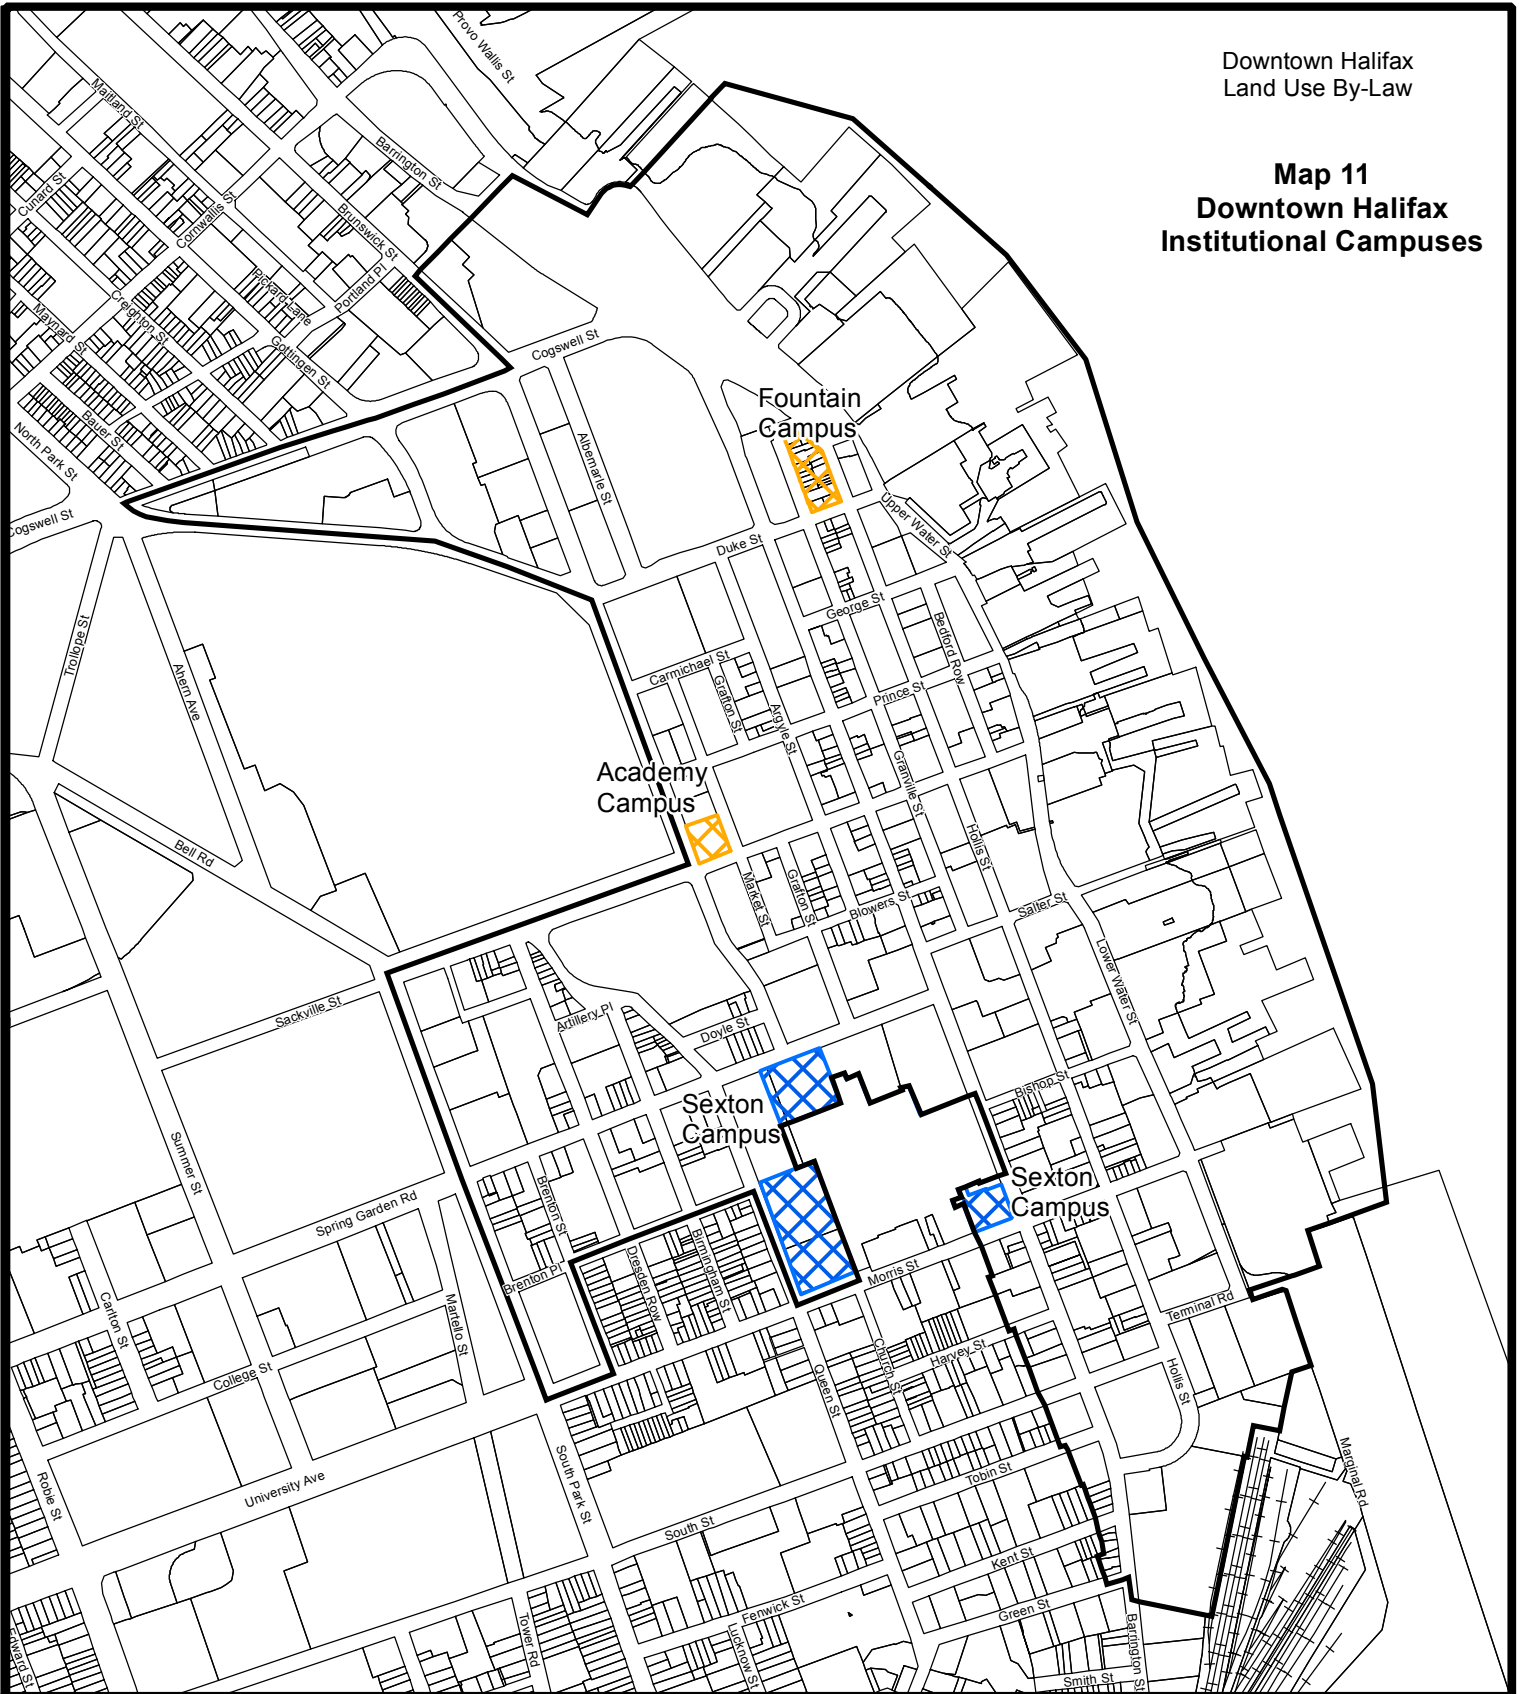 Downtown Halifax
Land Use By-Law
Map 11
Downtown Halifax
Institutional Campuses
Provo Wallis St
Maitland St
Barrington St
Cunard St
Cornwallis St
Brunswick St
Pickard Lane
Portland Pl
Creighton St
Maynard St
Gottingen St
Cogswell St
Bauer St
North Park St
Cogswell St
Albemarle St
Fountain
Campus
Upper Water St
Duke St
George St
Bedford Row
Trollope St
Ahern Ave
Carmichael St
Grafton St
Argyle St
Prince St
Granville St
Academy
Campus
Bell Rd
Hollis St
Market St
Grafton St
Blowers St
Salter St
Lower Water St
Sackville St
Artillery Pl
Doyle St
Bishop St
Sexton
Campus
Summer St
Sexton
Campus
Spring Garden Rd
Brenton St
Brenton Pl
Dresden Row
Birmingham St
Morris St
Terminal Rd
Carlton St
Martello St
College St
Church St
Harvey St
Queen St
Hollis St
Marginal Rd
Robie St
University Ave
South Park St
South St
Tobin St
Kent St
Green St
Fenwick St
Tower Rd
Lucknow St
Barrington St
Edward St
Smith St